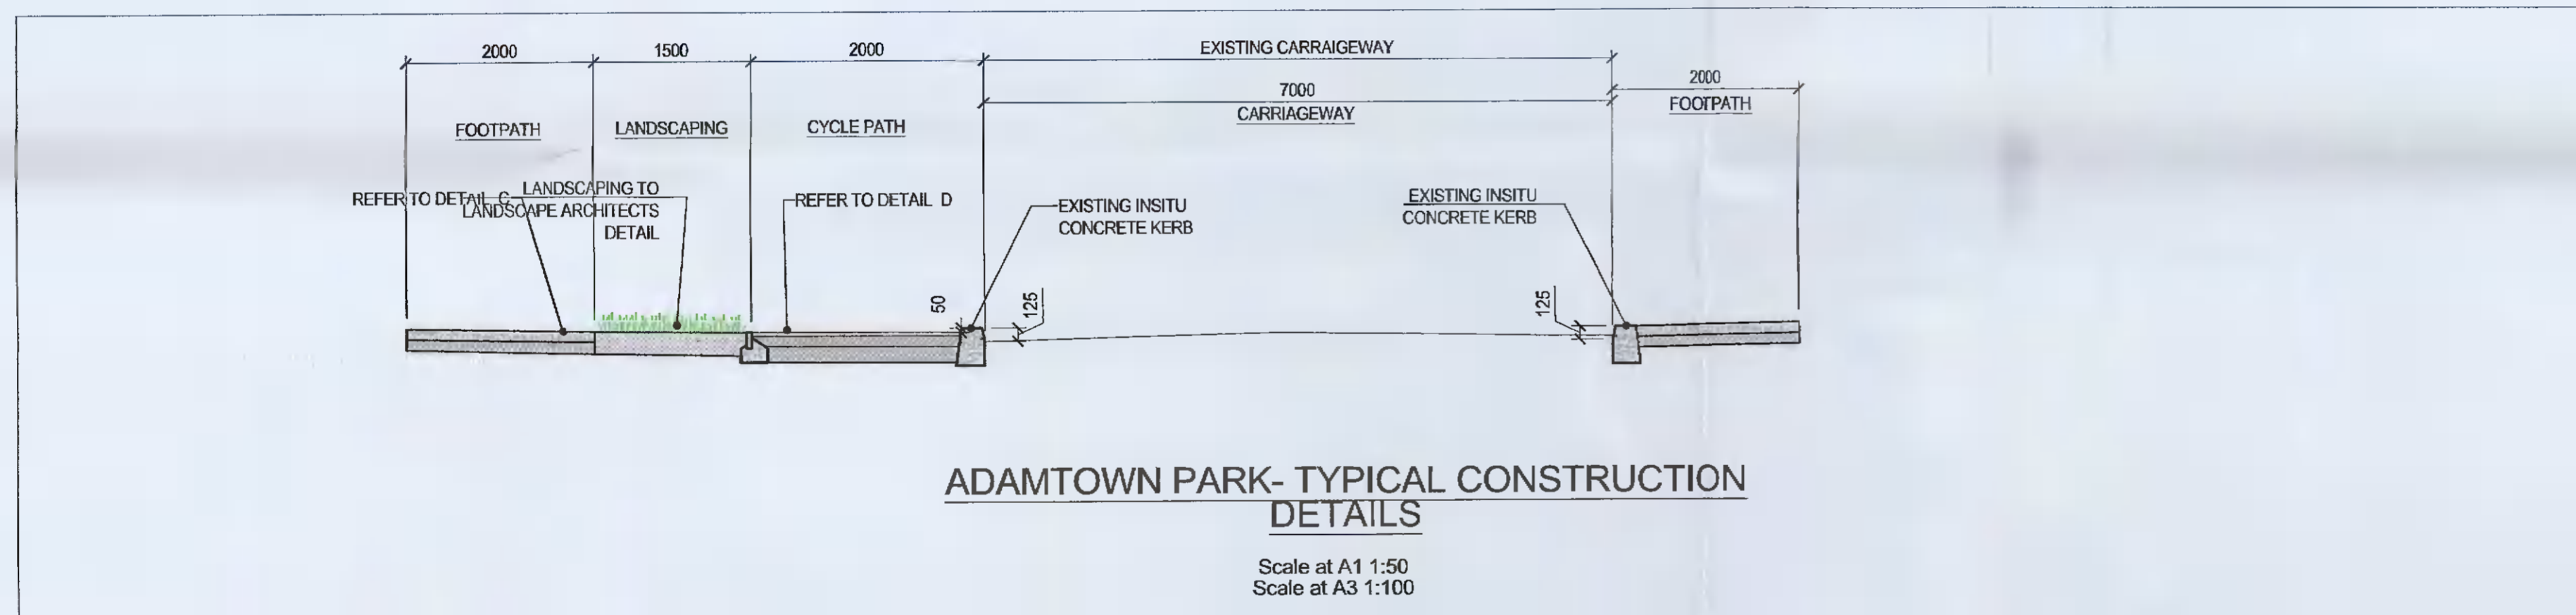 2000
1500
2000
EXISTING CARRAIGEWAY
7000
CARRIAGEWAY
2000
FOOTPATH
FOOTPATH
LANDSCAPING
CYCLE PATH
REFER TO DETAIL C
LANDSCAPING TO
LANDSCAPE ARCHITECTS
DETAIL
REFER TO DETAIL D
EXISTING INSITU
CONCRETE KERB
EXISTING INSITU
CONCRETE KERB
50
125
125
ADAMTOWN PARK- TYPICAL CONSTRUCTION
DETAILS
Scale at A1 1:50
Scale at A3 1:100